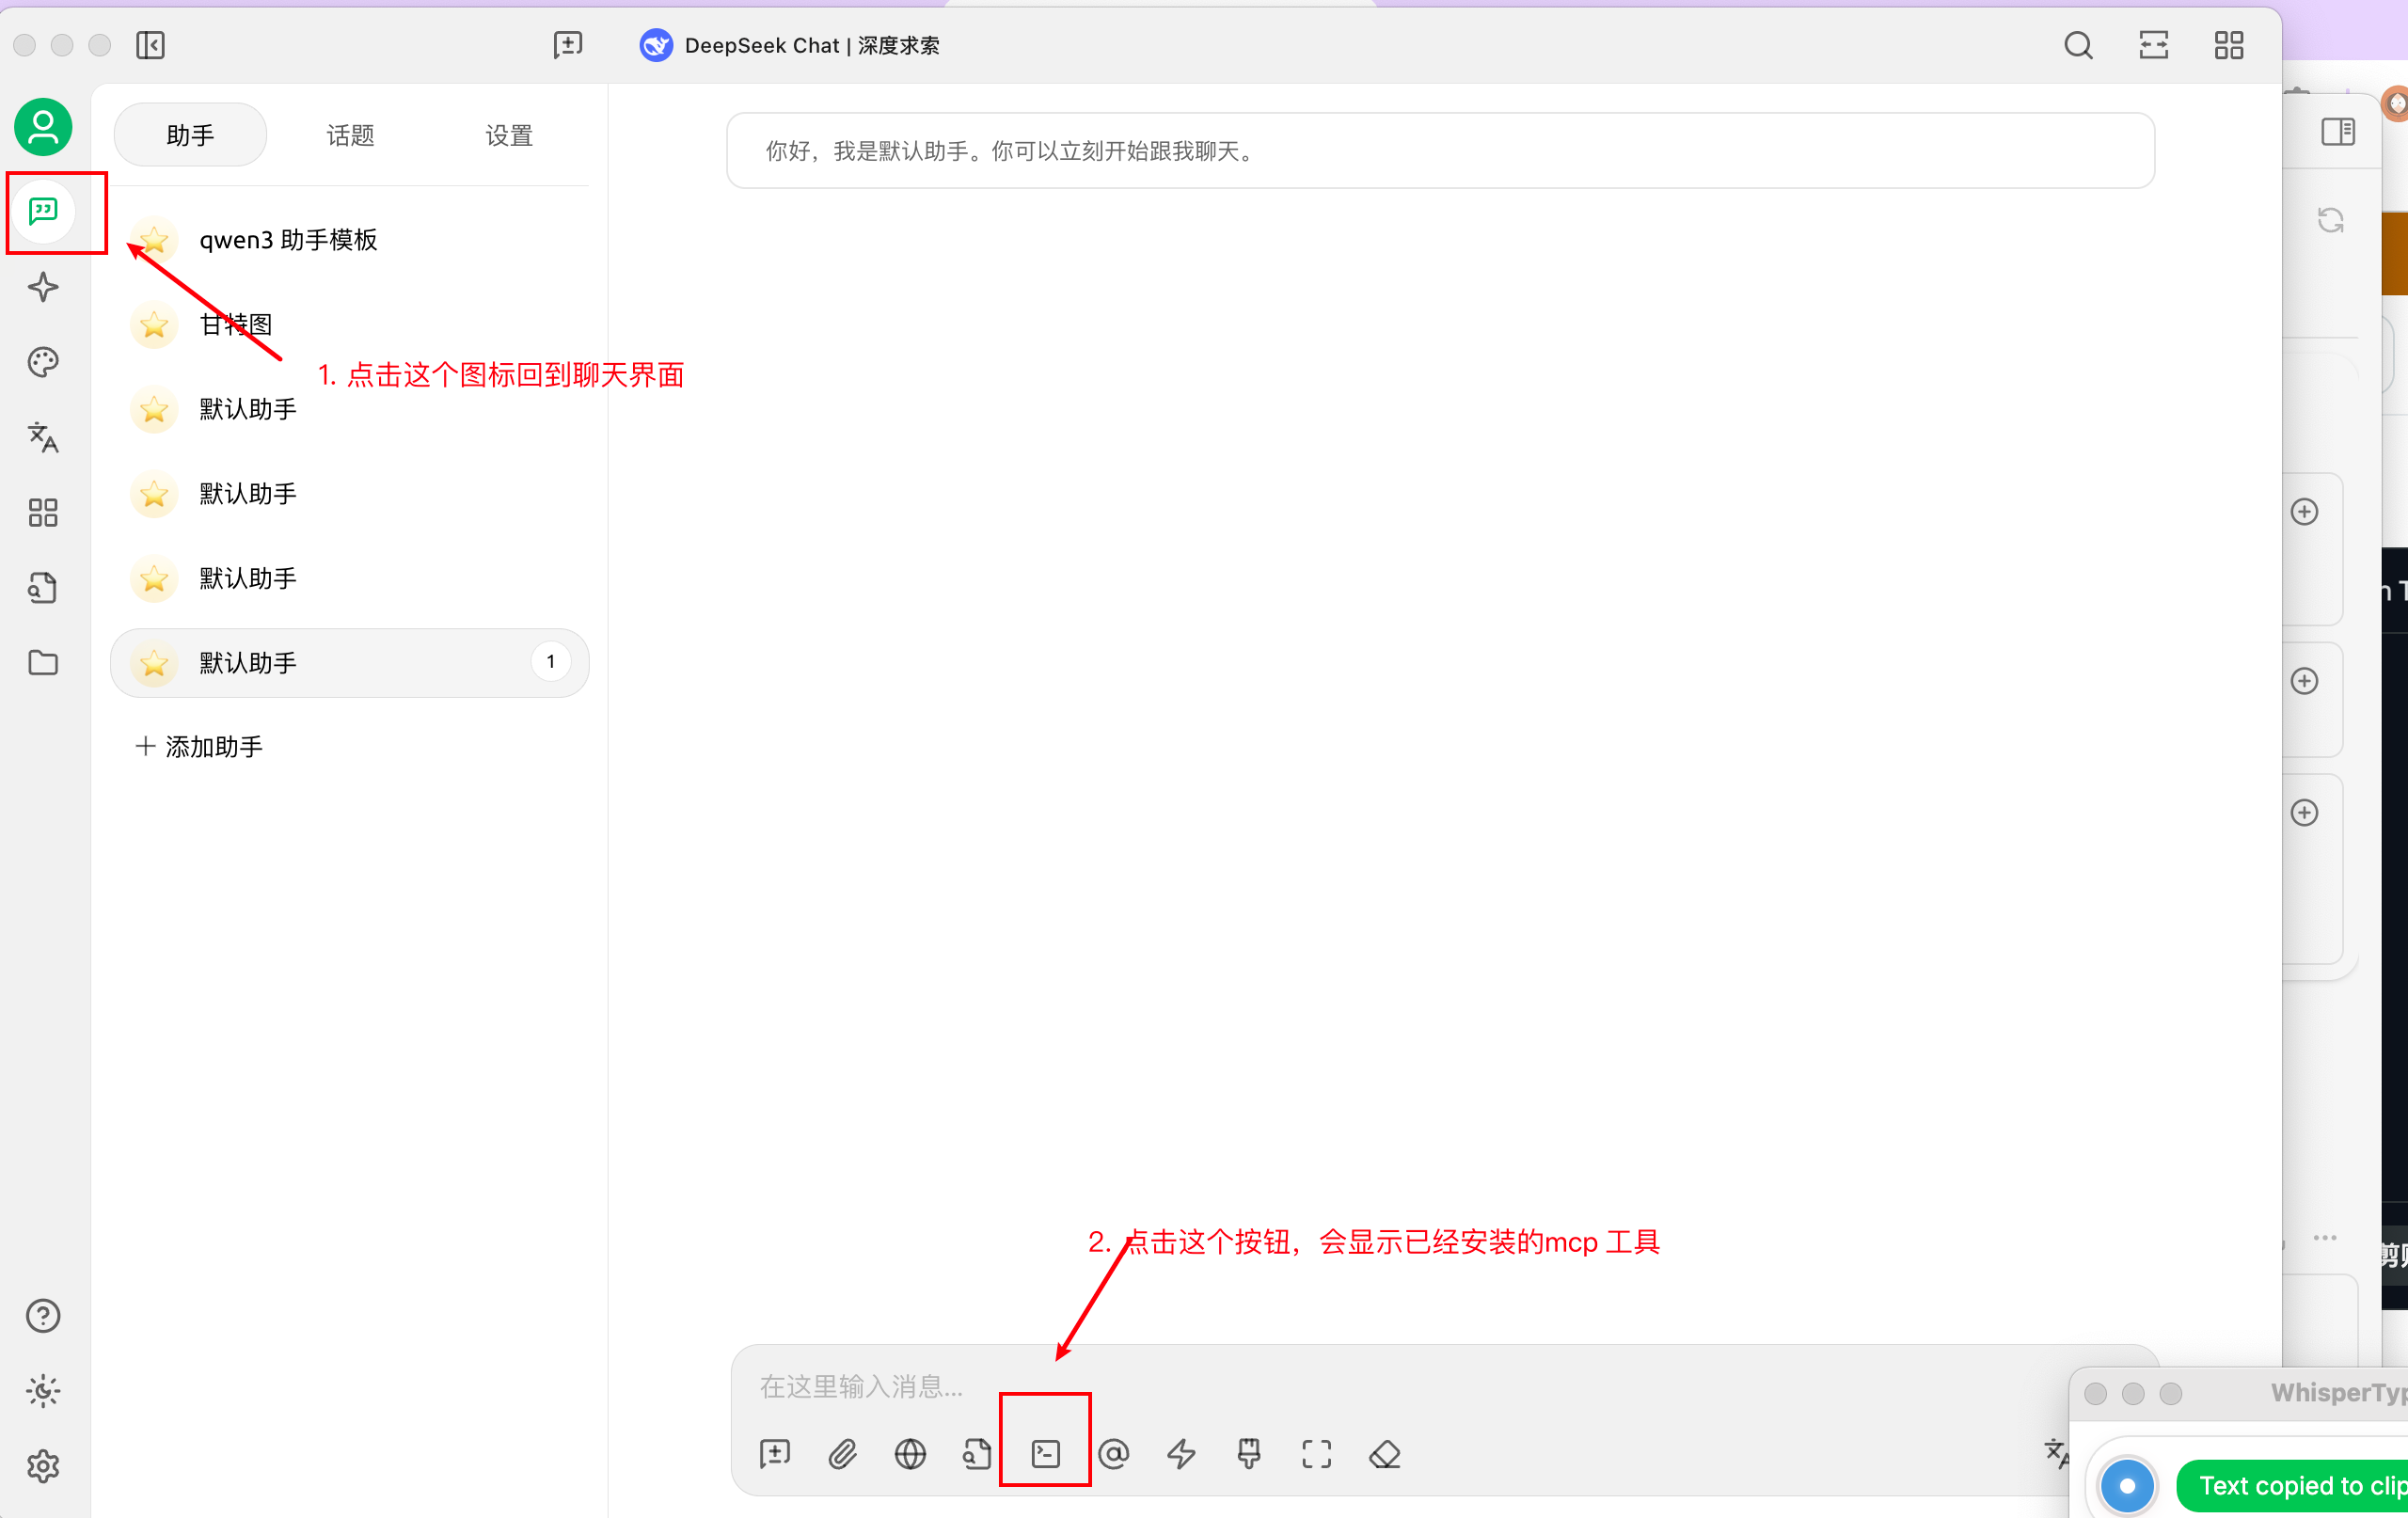 DeepSeek Chat | 深度求索
助手
话题
设置
你好，我是默认助手。你可以立刻开始跟我聊天。
qwen3 助手模板
甘特图
1. 点击这个图标回到聊天界面
默认助手
默认助手
默认助手
默认助手
1
添加助手
2. 点击这个按钮，会显示已经安装的mcp 工具
在这里输入消息...
WhisperTyp
Text copied to clip